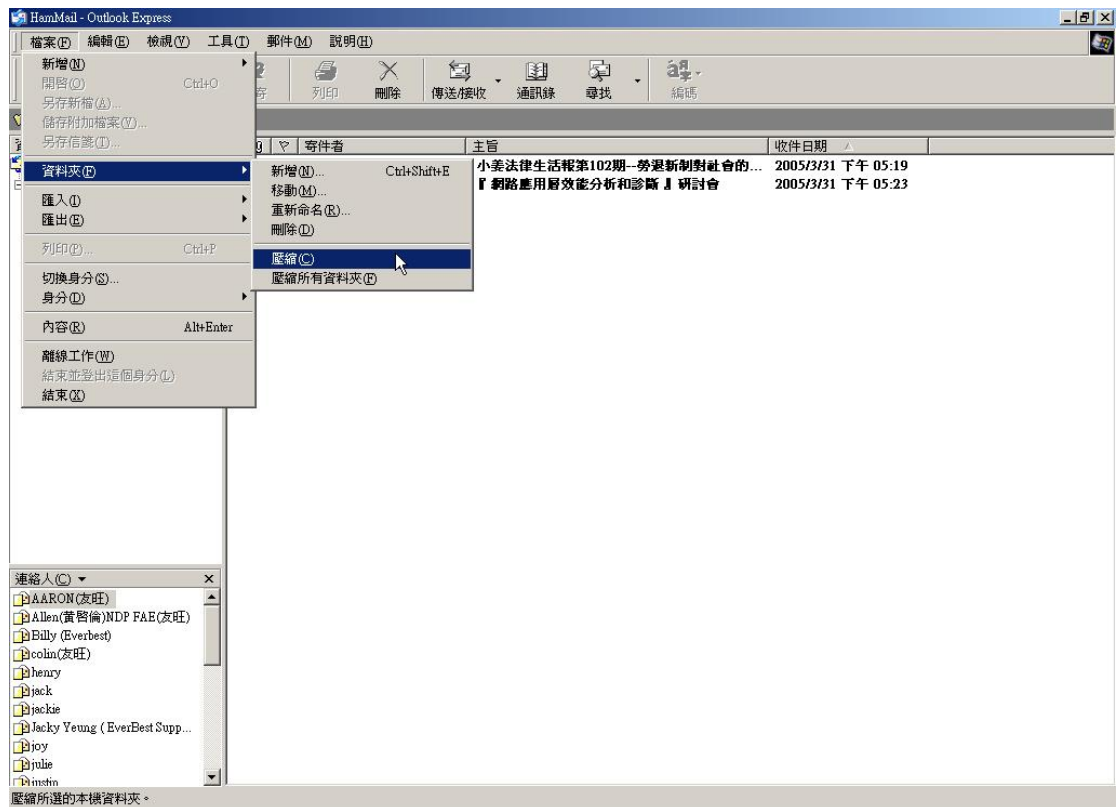 HamMail - Outlook Express
檔案(F) 編輯(E) 檢視(V) 工具(T) 郵件(M) 說明(H)
列印 刪除 傳送/接收 通訊錄 尋找 編碼
新增(N)
開啓(O) Ctrl+O
另存新檔(A)...
儲存附加檔案(V)...
另存信箋(T)...
資料夾(F)
匯入(I)
匯出(E)
列印(P)... Ctrl+P
切換身分(S)...
身分(D)
內容(R) Alt+Enter
離線工作(W)
結束並登出這個身分(L)
結束(X)
新增(N)... Ctrl+Shift+E
移動(M)...
重新命名(R)...
刪除(D)
壓縮(C)
壓縮所有資料夾(F)
寄件者 主旨 收件日期
小姜法律生活報第102期--勞退新制對社會的... 2005/3/31 下午 05:19
『 網路應用層效能分析和診斷 』研討會 2005/3/31 下午 05:23
連絡人(C)
AARON(友旺)
Allen(黃啓倫)NDP FAE(友旺)
Billy (Everbest)
colin(友旺)
henry
jack
jackie
Jacky Yeung ( EverBest Supp...
joy
julie
justin
壓縮所選的本機資料夾。